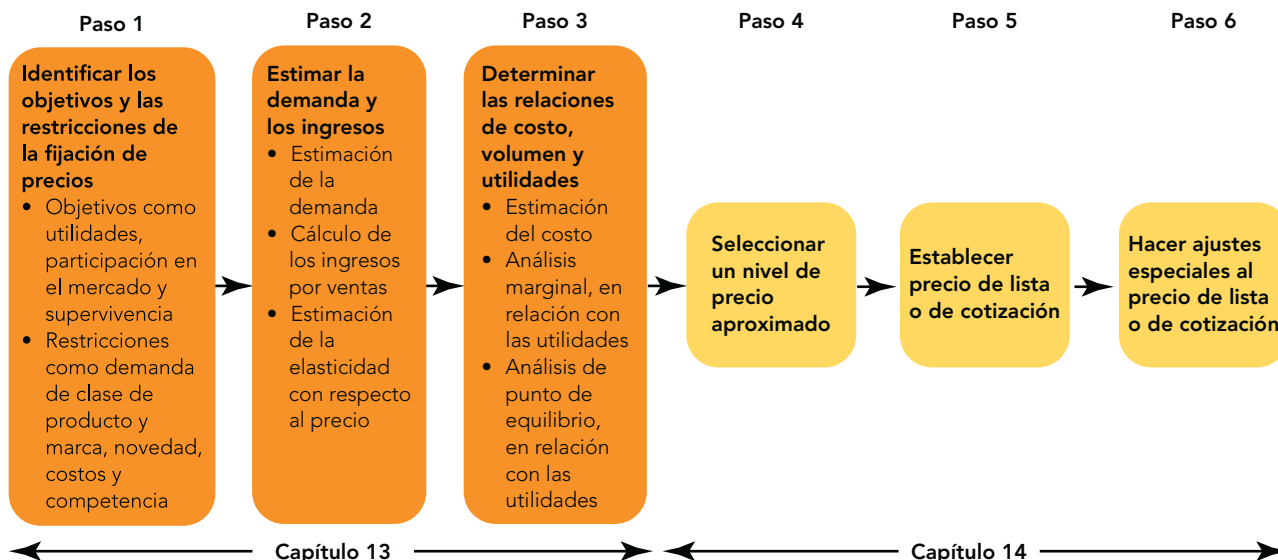 Paso 1
Paso 2
Paso 3
Paso 4
Paso 5
Paso 6
Identificar los
objetivos y las
restricciones de
la fijación de
precios
• Objetivos como
utilidades,
participación en
el mercado y
supervivencia
• Restricciones
como demanda
de clase de
producto y
marca, novedad,
costos y
competencia
Estimar la
demanda y
los ingresos
• Estimación
de la
demanda
• Cálculo de
los ingresos
por ventas
• Estimación
de la
elasticidad
con respecto
al precio
Determinar
las relaciones
de costo,
volumen y
utilidades
• Estimación
del costo
• Análisis
marginal, en
relación con
las utilidades
• Análisis de
punto de
equilibrio,
en relación
con las
utilidades
Seleccionar
un nivel de
precio
aproximado
Establecer
precio de lista
o de cotización
Hacer ajustes
especiales al
precio de lista
o de cotización
Capítulo 13
Capítulo 14